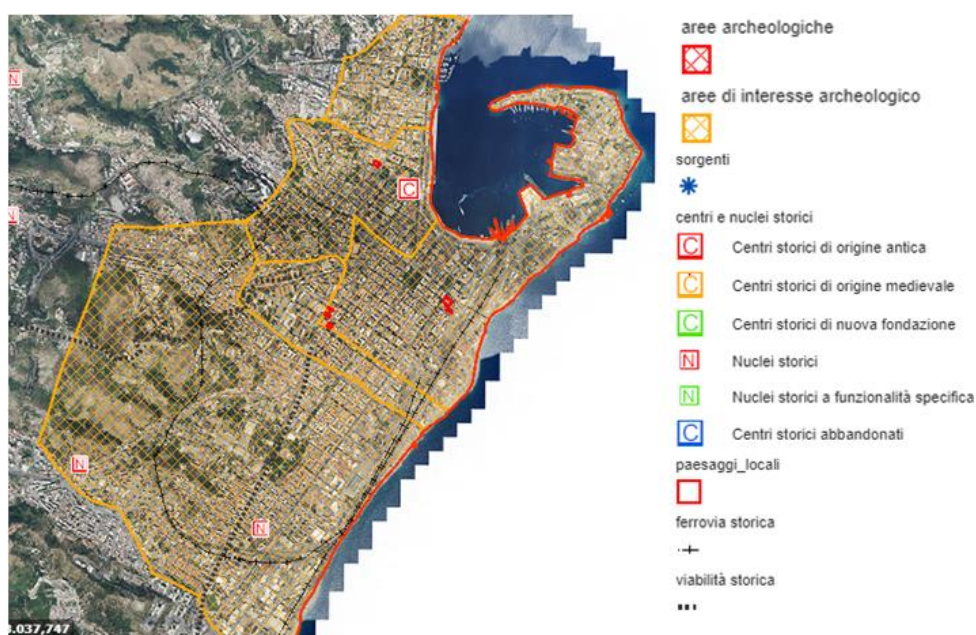 aree archeologiche
aree di interesse archeologico
sorgenti
centri e nuclei storici
C Centri storici di origine antica
C Centri storici di origine medievale
C Centri storici di nuova fondazione
N Nuclei storici
N Nuclei storici a funzionalità specifica
C Centri storici abbandonati
paesaggi_locali
ferrovia storica
viabilità storica
N
C
N
N
N
.037,747